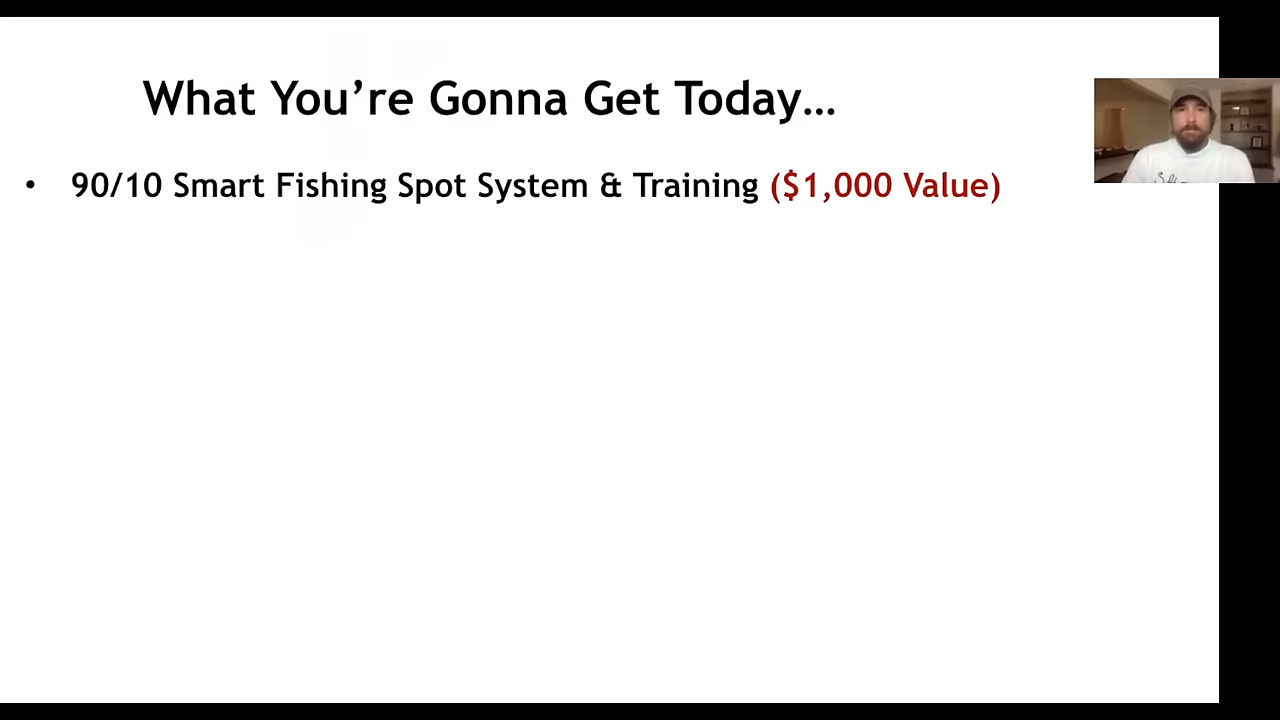 What You’re Gonna Get Today…
• 90/10 Smart Fishing Spot System & Training ($1,000 Value)